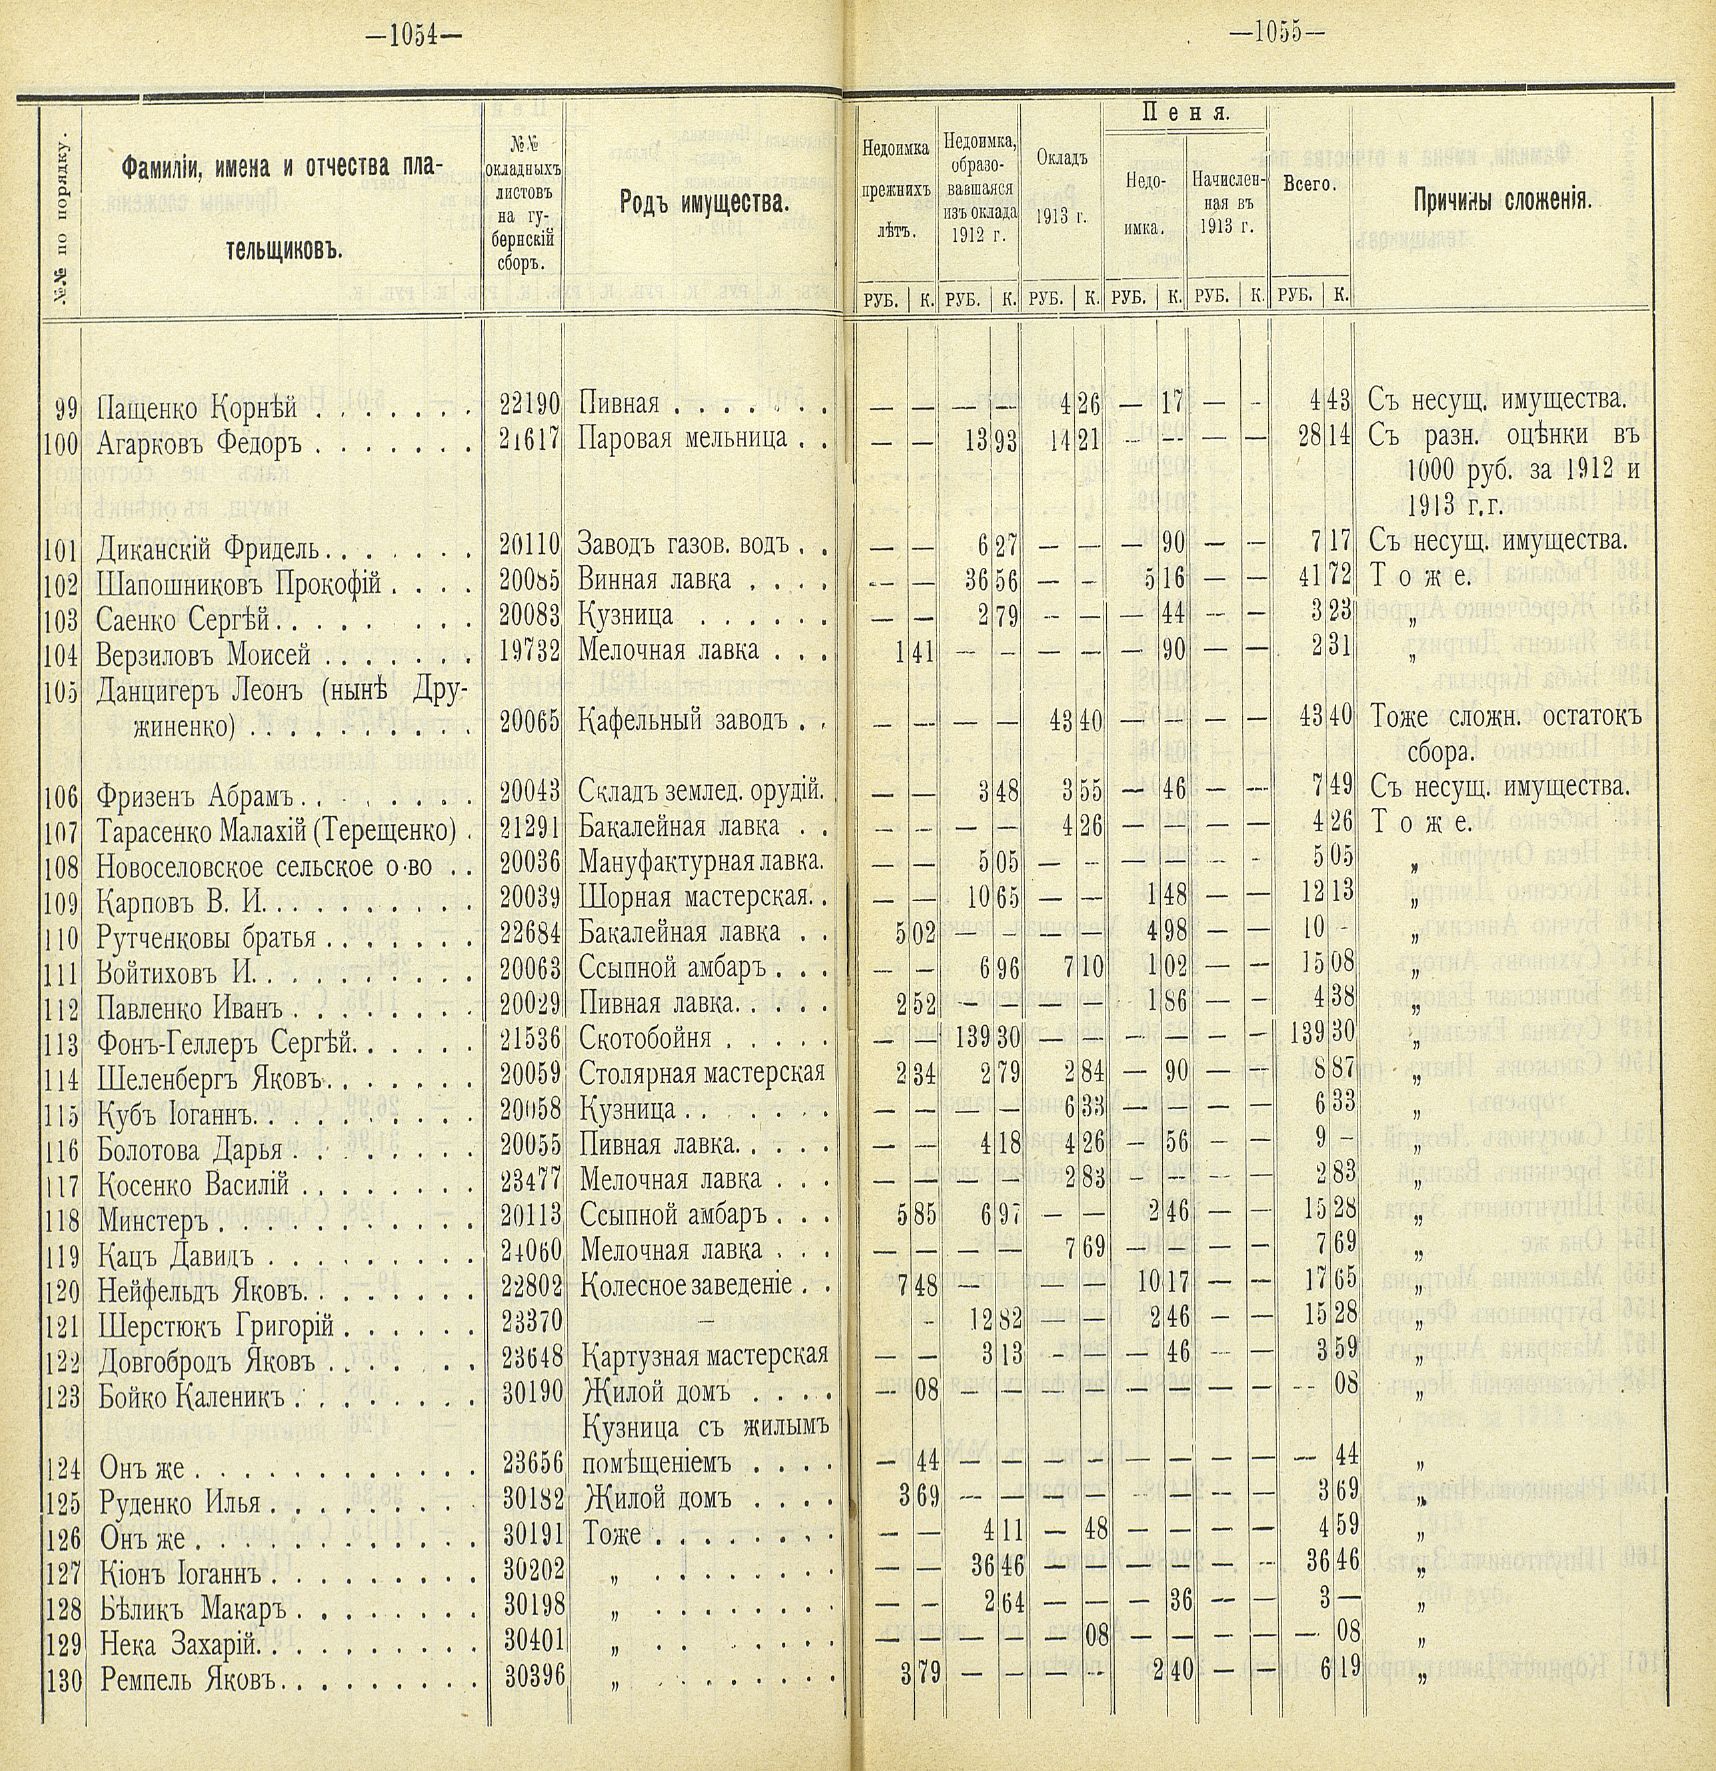 —1054—
№№ по порядку.
Фамиліи, имена и отчества пла-
тельщиковъ.
№№
окладныхъ
листовъ
на гу-
бернскій
сборъ.
Родъ имущества.
99 Пащенко Корнѣй . . . . . . . 22190 Пивная . . . . . . .
100 Агарковъ Федоръ . . . . . . . 21617 Паровая мельница . .
101 Диканскій Фридель. . . . . . . 20110 Заводъ газов. водъ . .
102 Шапошниковъ Прокофій . . . . 20085 Винная лавка . . . .
103 Саенко Сергѣй. . . . . . . . 20083 Кузница . . . . . .
104 Верзиловъ Моисей . . . . . . . 19732 Мелочная лавка . . .
105 Данцигеръ Леонъ (нынѣ Дру-
жиненко) . . . . . . . . . . 20065 Кафельный заводъ . .
106 Фризенъ Абрамъ. . . . . . . . 20043 Складъ землед. орудій.
107 Тарасенко Малахій (Терещенко) . 21291 Бакалейная лавка . .
108 Новоселовское сельское о-во . . 20036 Мануфактурная лавка.
109 Карповъ В. И. . . . . . . . . . 20039 Шорная мастерская. .
110 Рутченковы братья . . . . . . . 22684 Бакалейная лавка . .
111 Войтиховъ И. . . . . . . . . . 20063 Ссыпной амбаръ . . .
112 Павленко Иванъ . . . . . . . . 20029 Пивная лавка. . . . .
113 Фонъ-Геллеръ Сергѣй. . . . . . 21536 Скотобойня . . . . .
114 Шеленбергъ Яковъ. . . . . . . 20059 Столярная мастерская
115 Кубъ Іоганнъ. . . . . . . . . . 20058 Кузница . . . . . . .
116 Болотова Дарья . . . . . . . . 20055 Пивная лавка. . . . .
117 Косенко Василій . . . . . . . . 23477 Мелочная лавка . . .
118 Минстеръ . . . . . . . . . . . 20113 Ссыпной амбаръ . . .
119 Кацъ Давидъ . . . . . . . . . 24060 Мелочная лавка . . .
120 Нейфельдъ Яковъ. . . . . . . . 22802 Колесное заведеніе . .
121 Шерстюкъ Григорій . . . . . . 23370 —
122 Довгобродъ Яковъ . . . . . . 23648 Картузная мастерская
123 Бойко Каленикъ . . . . . . . . 30190 Жилой домъ . . . .
Кузница съ жилымъ
124 Онъ же . . . . . . . . . . . . 23656 помѣщеніемъ . . . .
125 Руденко Илья . . . . . . . . . 30182 Жилой домъ . . . .
126 Онъ же . . . . . . . . . . . . 30191 Тоже . . . . . . . .
127 Кіонъ Іоганнъ . . . . . . . . . 30202 „ . . . . . . . .
128 Бѣликъ Макаръ . . . . . . . . 30198 „ . . . . . . . .
129 Нека Захарій. . . . . . . . . . 30401 „ . . . . . . . .
130 Ремпель Яковъ. . . . . . . . . 30396 „ . . . . . . . .
—1055—
Недоимка
прежнихъ
лѣтъ.
Недоимка,
образо-
вавшаяся
изъ оклада
1912 г.
Окладъ
1913 г.
Пеня.
Недо-
имка.
Начислен-
ная въ
1913 г.
Всего.
Причины сложенія.
РУБ. К. РУБ. К. РУБ. К. РУБ. К. РУБ. К. РУБ. К.
— — — — 4 26 — 17 — — 4 43 Съ несущ. имущества.
— — 13 93 14 21 — — — — 28 14 Съ разн. оцѣнки въ
1000 руб. за 1912 и
1913 г.г.
— — 6 27 — — — 90 — — 7 17 Съ несущ. имущества.
— — 36 56 — — 5 16 — — 41 72 Тоже.
— — 2 79 — — — 44 — — 3 23 „
1 41 — — — — — 90 — — 2 31 „
— — — — 43 40 — — — — 43 40 Тоже сложн. остатокъ
сбора.
— — 3 48 3 55 — 46 — — 7 49 Съ несущ. имущества.
— — — — 4 26 — — — — 4 26 Тоже.
— — 5 05 — — — — — — 5 05 „
— — 10 65 — — 1 48 — — 12 13 „
5 02 — — — — 4 98 — — 10 — „
— — 6 96 7 10 1 02 — — 15 08 „
2 52 — — — — 1 86 — — 4 38 „
— — 139 30 — — — — — — 139 30 „
2 34 2 79 2 84 — 90 — — 8 87 „
— — — — 6 33 — — — — 6 33 „
— — 4 18 4 26 — 56 — — 9 — „
— — — — 2 83 — — — — 2 83 „
5 85 6 97 — — 2 46 — — 15 28 „
— — — — 7 69 — — — — 7 69 „
7 48 — — — — 10 17 — — 17 65 „
— 12 82 — — 2 46 — — 15 28 „
— — 3 13 — — — 46 — — 3 59 „
08 — — — — — — — — — 08 „
— 44 — — — — — — — — — 44 „
3 69 — — — — — — — — 3 69 „
— — 4 11 — 48 — — — — 4 59 „
— — 36 46 — — — — — — 36 46 „
— — 2 64 — — — 36 — — 3 — „
— — — — — 08 — — — — — 08 „
3 79 — — — — 2 40 — — 6 19 „